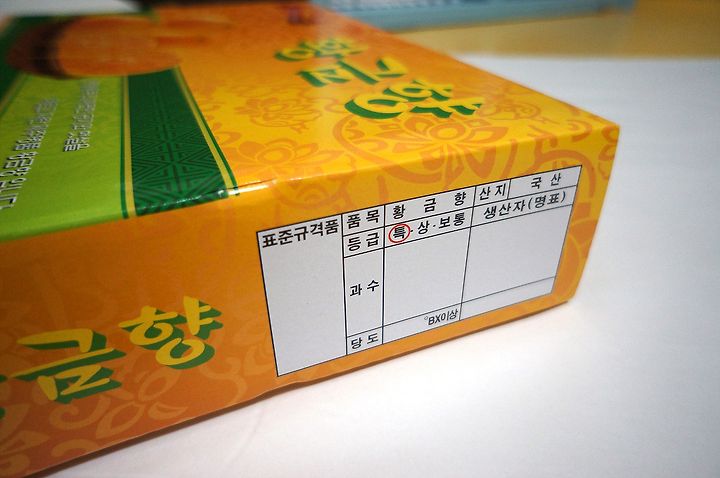 황금향
표준규격품
품목 황금향 산지 국산
등급 특·상·보통 생산자(명표)
과수
당도 °BX이상
금향